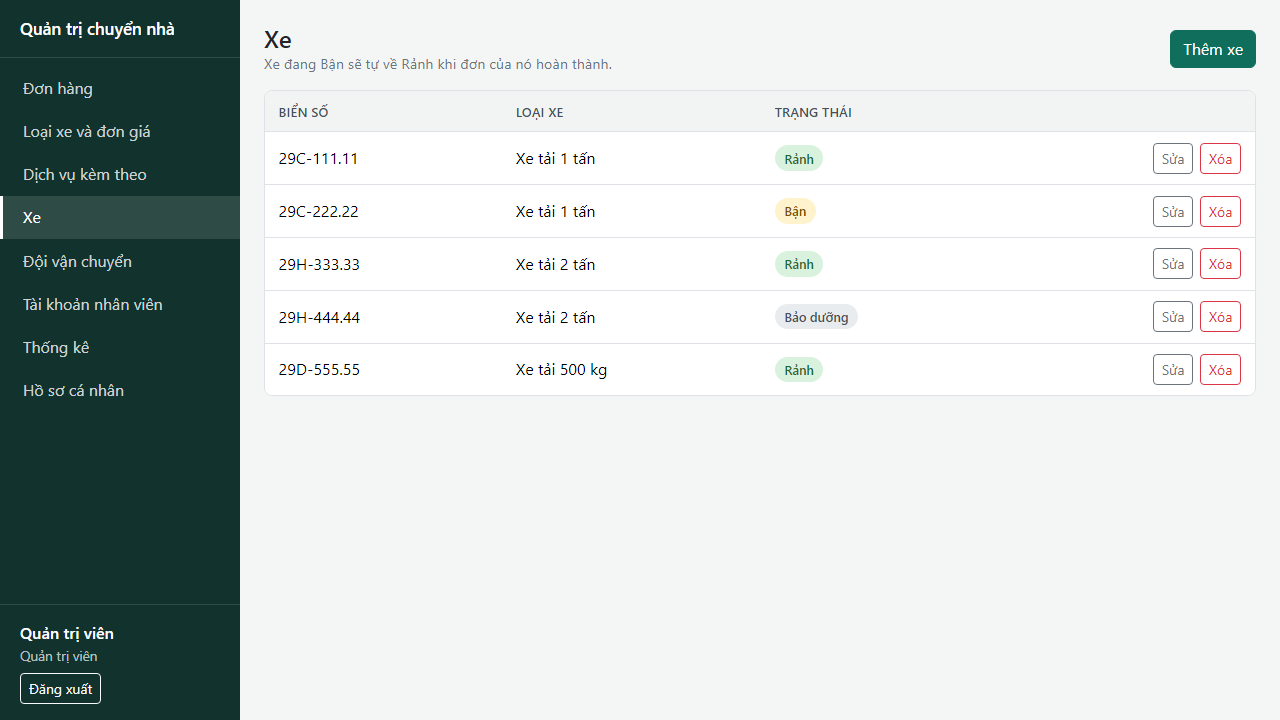 Quản trị chuyển nhà
Đơn hàng
Loại xe và đơn giá
Dịch vụ kèm theo
Xe
Đội vận chuyển
Tài khoản nhân viên
Thống kê
Hồ sơ cá nhân
Quản trị viên
Quản trị viên
Đăng xuất
Xe
Xe đang Bận sẽ tự về Rảnh khi đơn của nó hoàn thành.
Thêm xe
BIỂN SỐ LOẠI XE TRẠNG THÁI
29C-111.11 Xe tải 1 tấn Rảnh Sửa Xóa
29C-222.22 Xe tải 1 tấn Bận Sửa Xóa
29H-333.33 Xe tải 2 tấn Rảnh Sửa Xóa
29H-444.44 Xe tải 2 tấn Bảo dưỡng Sửa Xóa
29D-555.55 Xe tải 500 kg Rảnh Sửa Xóa